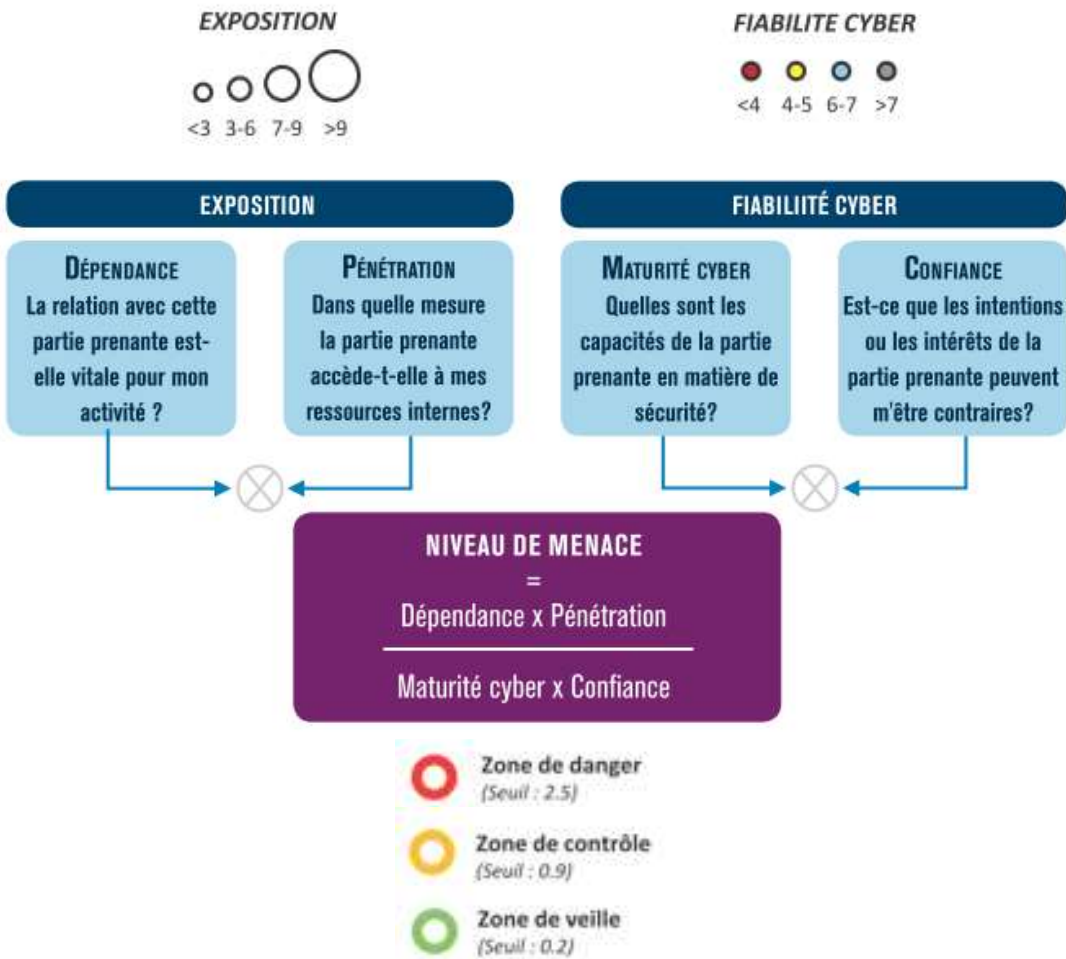 EXPOSITION
<3 3-6 7-9 >9
FIABILITE CYBER
<4 4-5 6-7 >7
EXPOSITION
DÉPENDANCE
La relation avec cette
partie prenante est-
elle vitale pour mon
activité ?
PÉNÉTRATION
Dans quelle mesure
la partie prenante
accède-t-elle à mes
ressources internes?
FIABILIITÉ CYBER
MATURITÉ CYBER
Quelles sont les
capacités de la partie
prenante en matière de
sécurité?
CONFIANCE
Est-ce que les intentions
ou les intérêts de la
partie prenante peuvent
m'être contraires?
NIVEAU DE MENACE
=
Dépendance x Pénétration
Maturité cyber x Confiance
Zone de danger
(Seuil : 2.5)
Zone de contrôle
(Seuil : 0.9)
Zone de veille
(Seuil : 0.2)